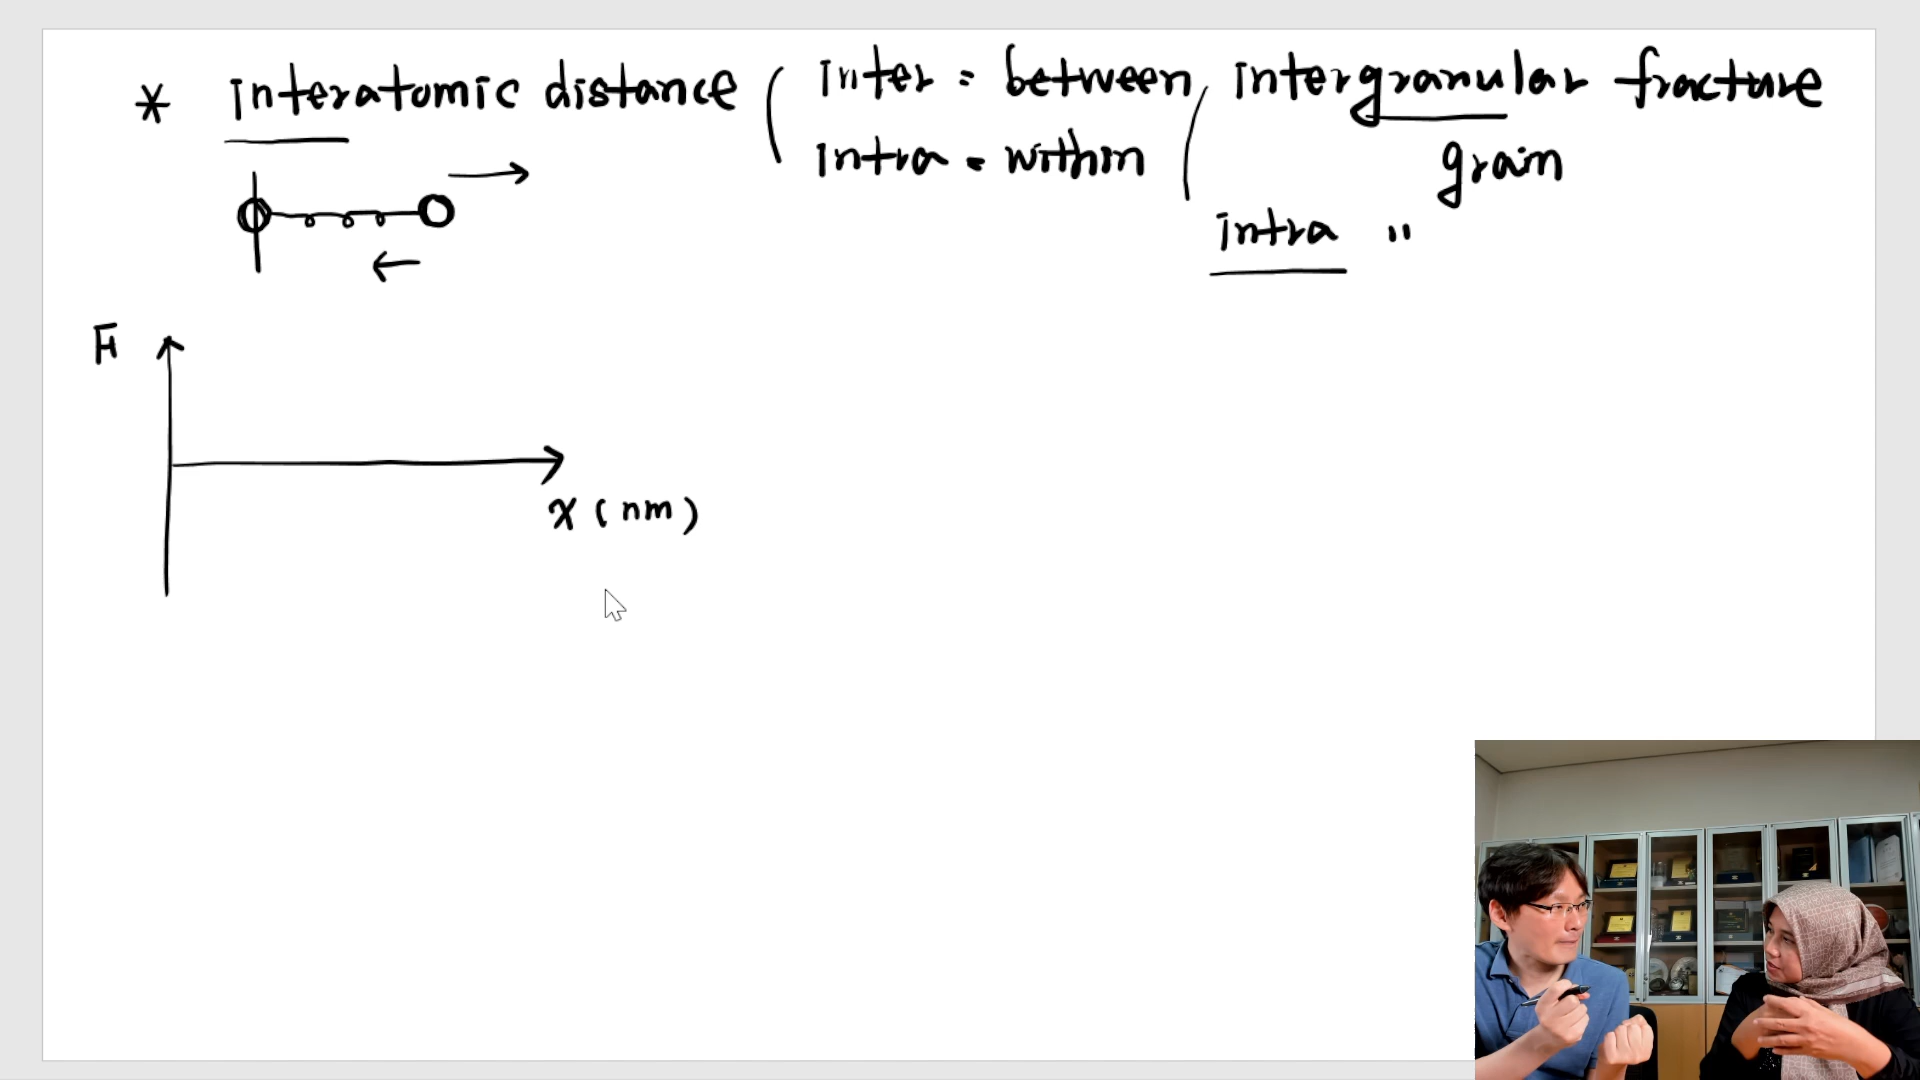 * interatomic distance ( inter = between / intergranular fracture
intra = within
grain
intra "
F
x (nm)